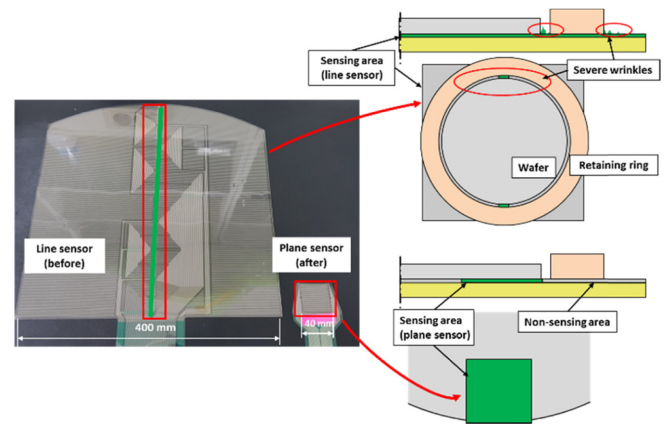 Sensing area
(line sensor)
Severe wrinkles
Wafer
Retaining ring
Line sensor
(before)
Plane sensor
(after)
400 mm
40 mm
Sensing area
(plane sensor)
Non-sensing area